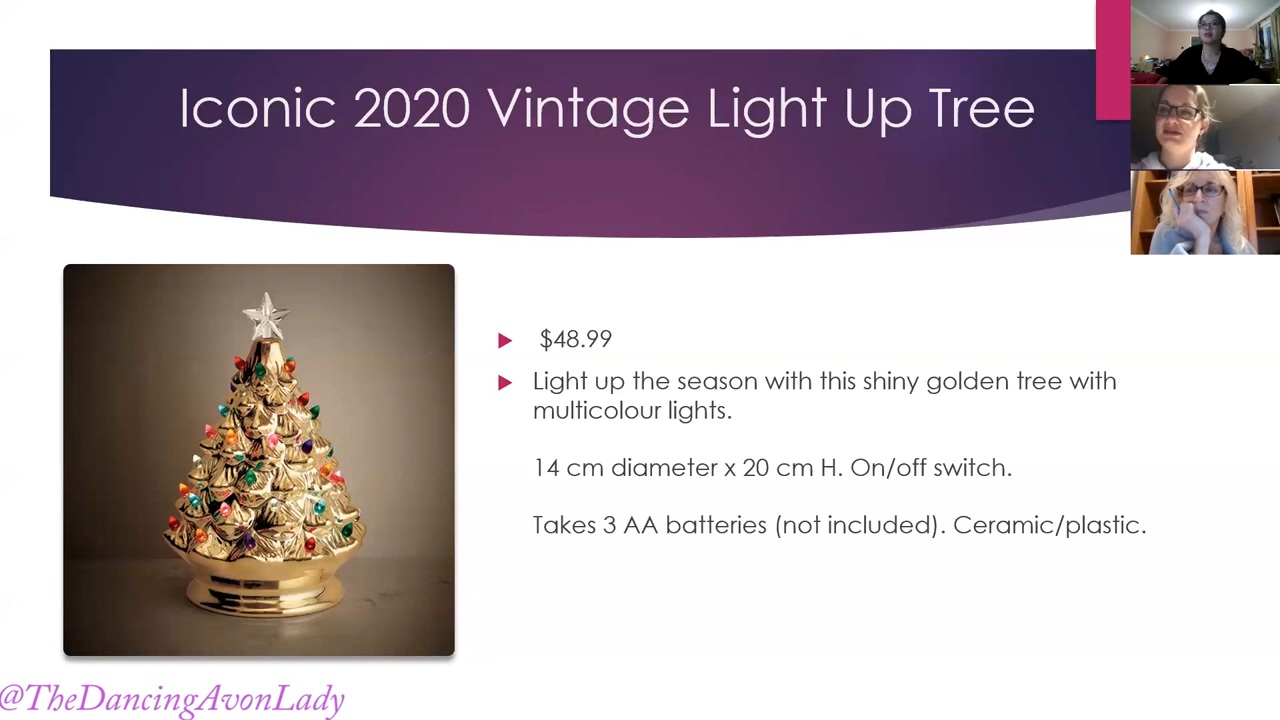 Iconic 2020 Vintage Light Up Tree
$48.99
Light up the season with this shiny golden tree with
multicolour lights.
14 cm diameter x 20 cm H. On/off switch.
Takes 3 AA batteries (not included). Ceramic/plastic.
@TheDancingAvonLady